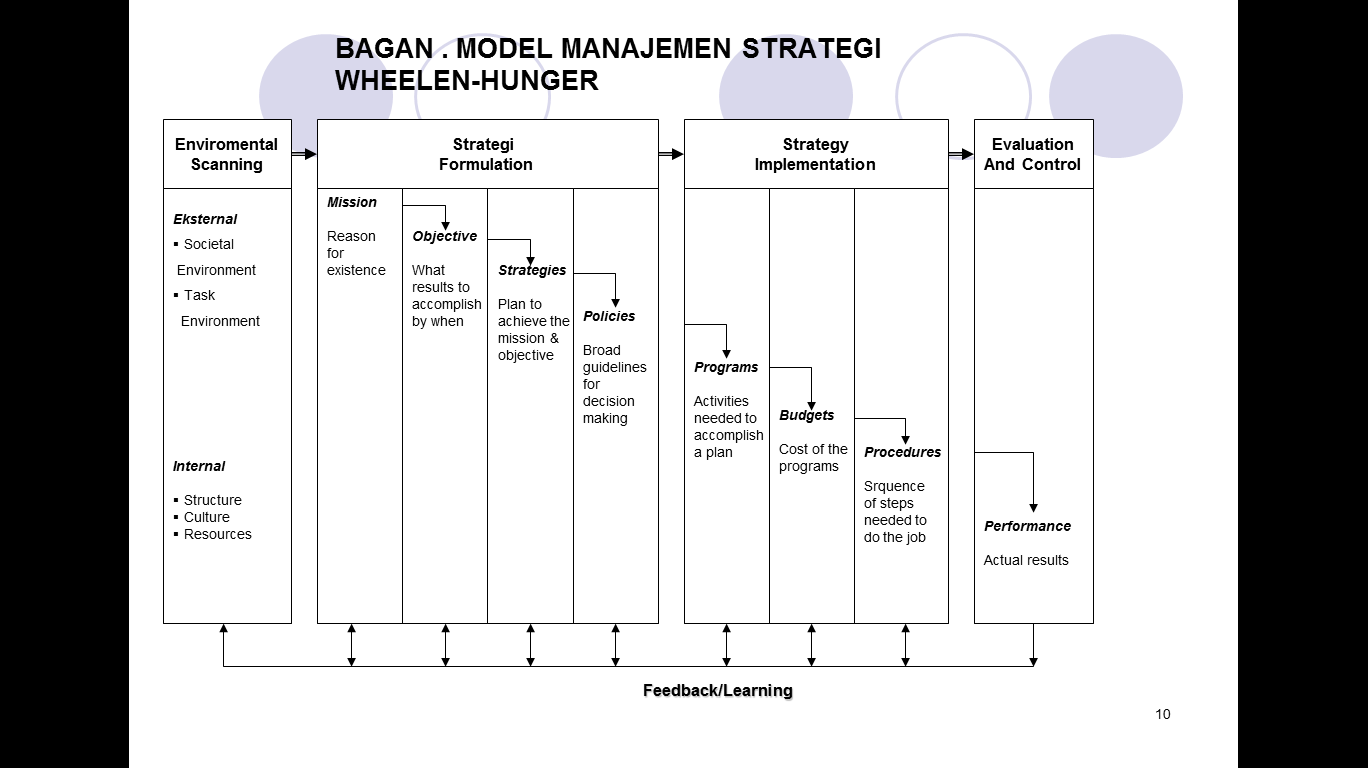 BAGAN . MODEL MANAJEMEN STRATEGI
WHEELEN-HUNGER
Enviromental
Scanning
Strategi
Formulation
Strategy
Implementation
Evaluation
And Control
Eksternal
▪ Societal
Environment
▪ Task
Environment
Internal
▪ Structure
▪ Culture
▪ Resources
Mission
Reason
for
existence
Objective
What
results to
accomplish
by when
Strategies
Plan to
achieve the
mission &
objective
Policies
Broad
guidelines
for
decision
making
Programs
Activities
needed to
accomplish
a plan
Budgets
Cost of the
programs
Procedures
Srquence
of steps
needed to
do the job
Performance
Actual results
Feedback/Learning
10